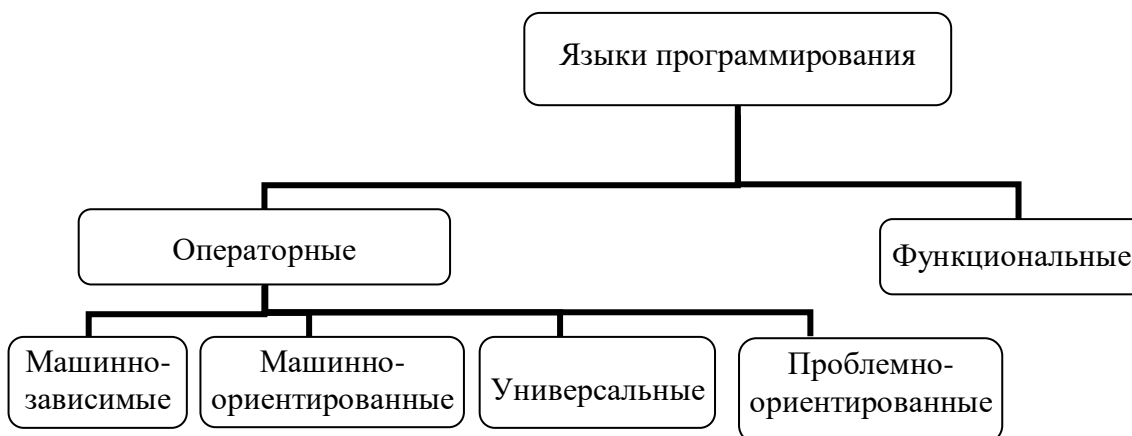 Языки программирования
Операторные
Функциональные
Машинно-
зависимые
Машинно-
ориентированные
Универсальные
Проблемно-
ориентированные